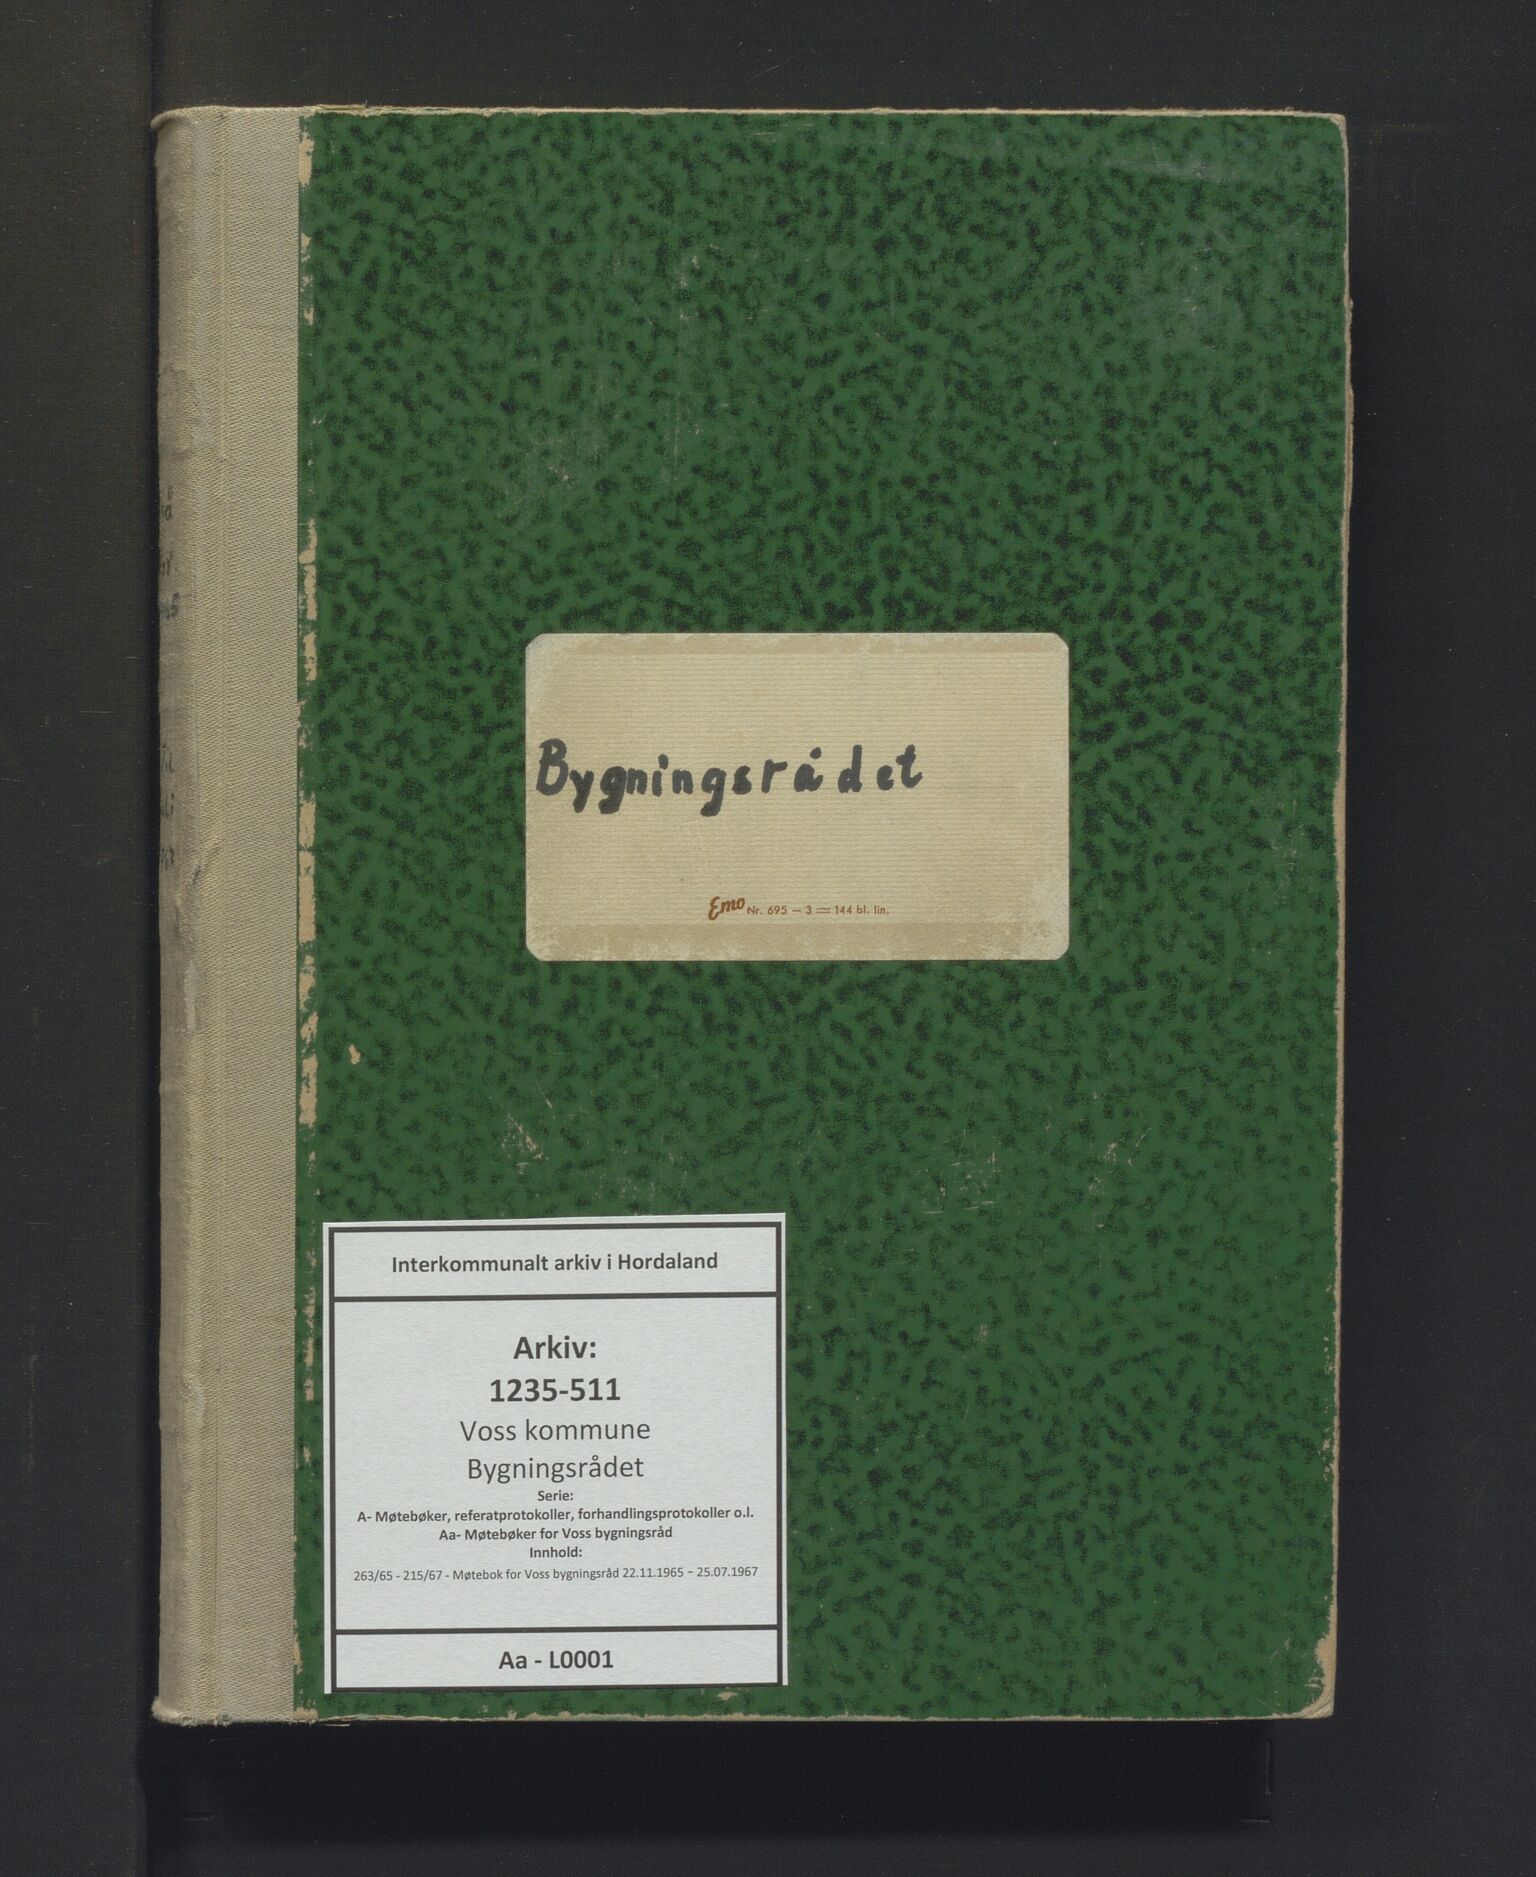 Bygningsrådet
Emo Nr. 695 – 3 = 144 bl. lin.
Interkommunalt arkiv i Hordaland
Arkiv:
1235-511
Voss kommune
Bygningsrådet
Serie:
A- Møtebøker, referatprotokoller, forhandlingsprotokoller o.l.
Aa- Møtebøker for Voss bygningsråd
Innhold:
263/65 - 215/67 - Møtebok for Voss bygningsråd 22.11.1965 - 25.07.1967
Aa - L0001